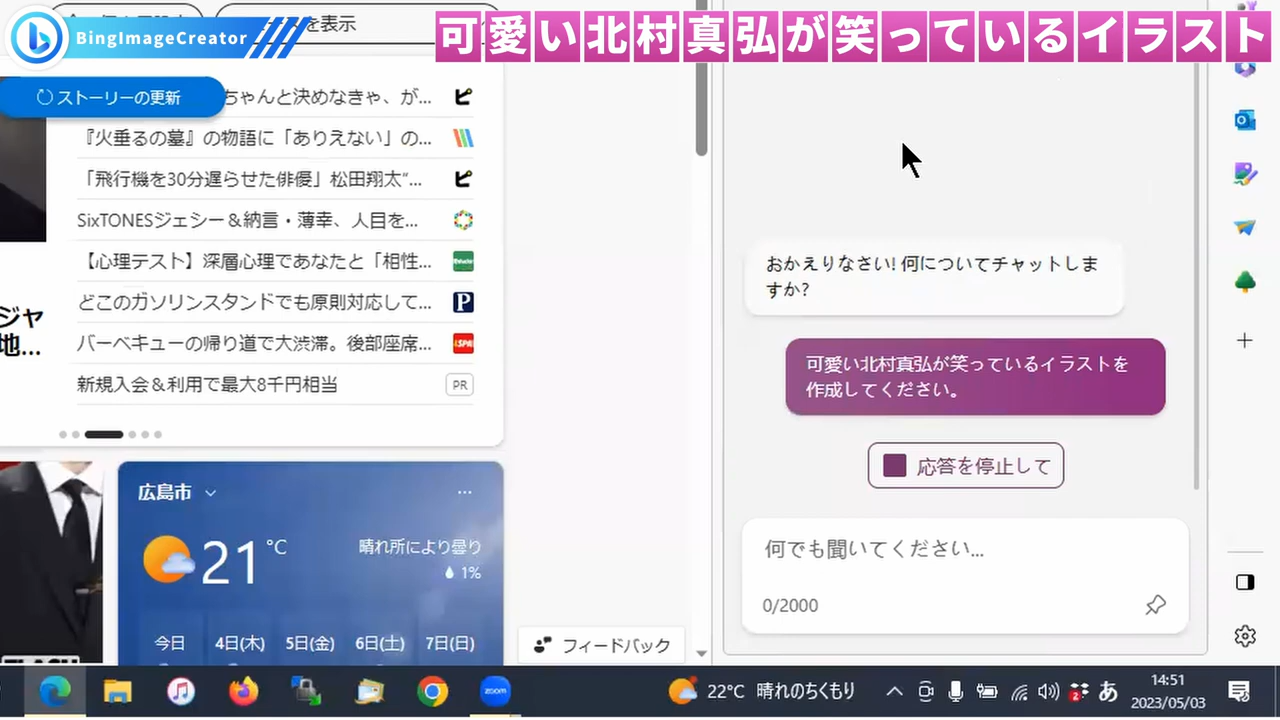 BingImageCreator
可愛い北村真弘が笑っているイラスト
を表示
ストーリーの更新
ちゃんと決めなきゃ、が...
『火垂るの墓』の物語に「ありえない」の...
「飛行機を30分遅らせた俳優」松田翔太“...
SixTONESジェシー＆納言・薄幸、人目を...
【心理テスト】深層心理であなたと「相性...
どこのガソリンスタンドでも原則対応して...
バーベキューの帰り道で大渋滞。後部座席...
新規入会＆利用で最大8千円相当
PR
ジヤ
地...
広島市
...
21
°C
晴れ所により曇り
1%
今日 4日(木) 5日(金) 6日(土) 7日(日)
フィードバック
おかえりなさい! 何についてチャットしま
すか?
可愛い北村真弘が笑っているイラストを
作成してください。
応答を停止して
何でも聞いてください...
0/2000
zoom
22°C 晴れのちくもり
2
あ
14:51
2023/05/03